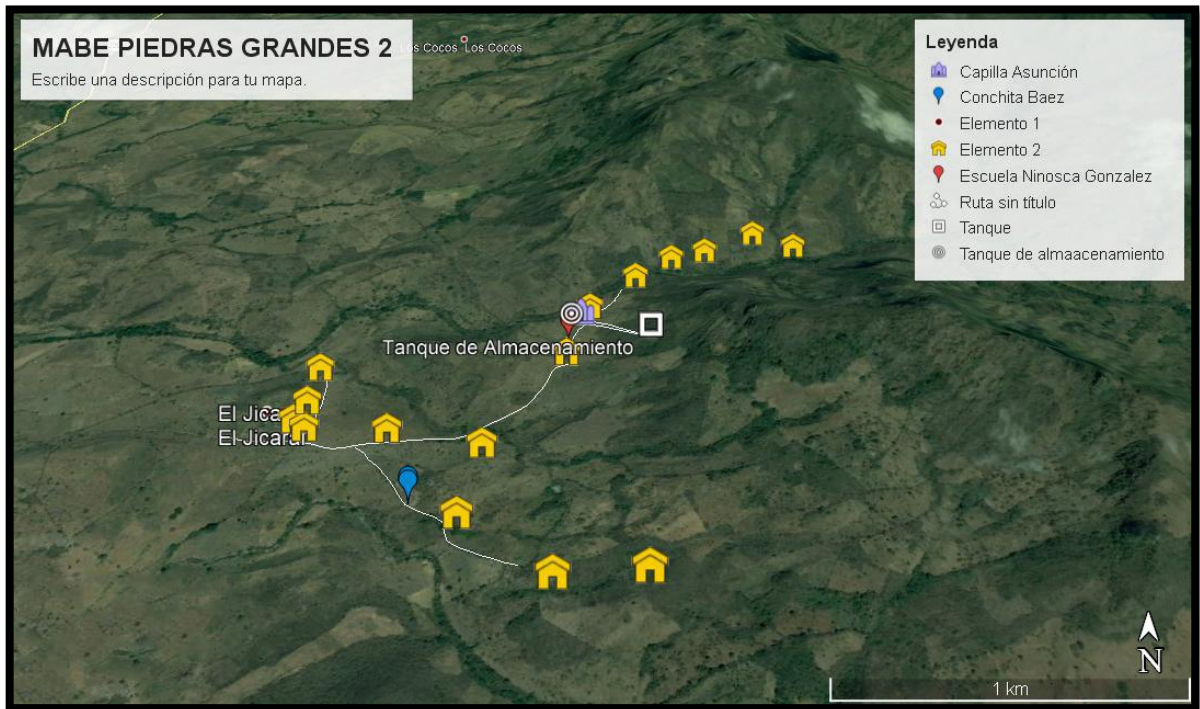 MABE PIEDRAS GRANDES 2
Escribe una descripción para tu mapa.
Los Cocos Los Cocos
Leyenda
Capilla Asunción
Conchita Baez
Elemento 1
Elemento 2
Escuela Ninosca Gonzalez
Ruta sin título
Tanque
Tanque de almaacenamiento
Tanque de Almacenamiento
El Jica
El Jicaral
N
1 km